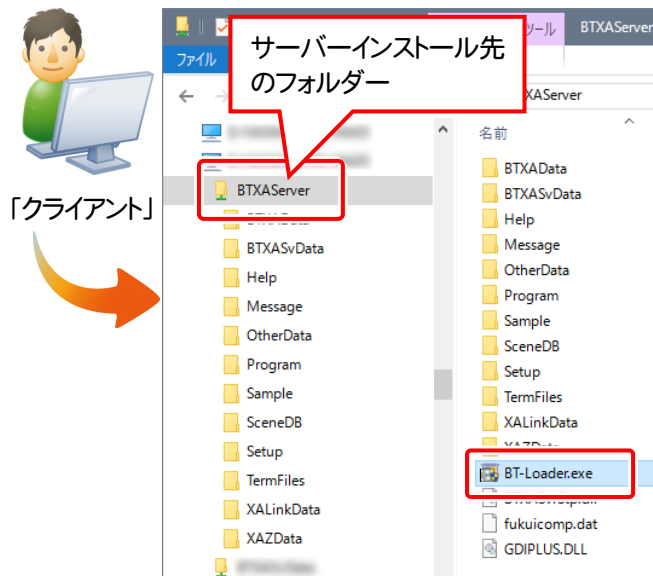 サーバーインストール先
のフォルダー
ツール
BTXAServer
ファイル
XAServer
「クライアント」
BTXAServer
BTXASvData
Help
Message
OtherData
Program
Sample
SceneDB
Setup
TermFiles
XALinkData
XAZData
名前
BTXAData
BTXASvData
Help
Message
OtherData
Program
Sample
SceneDB
Setup
TermFiles
XALinkData
BT-Loader.exe
fukuicomp.dat
GDIPLUS.DLL